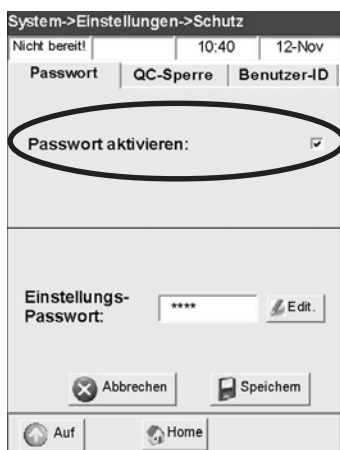 System->Einstellungen->Schutz
Nicht bereit! 10:40 12-Nov
Passwort QC-Sperre Benutzer-ID
Passwort aktivieren:
Einstellungs-
Passwort: **** Edit.
Abbrechen Speichern
Auf Home